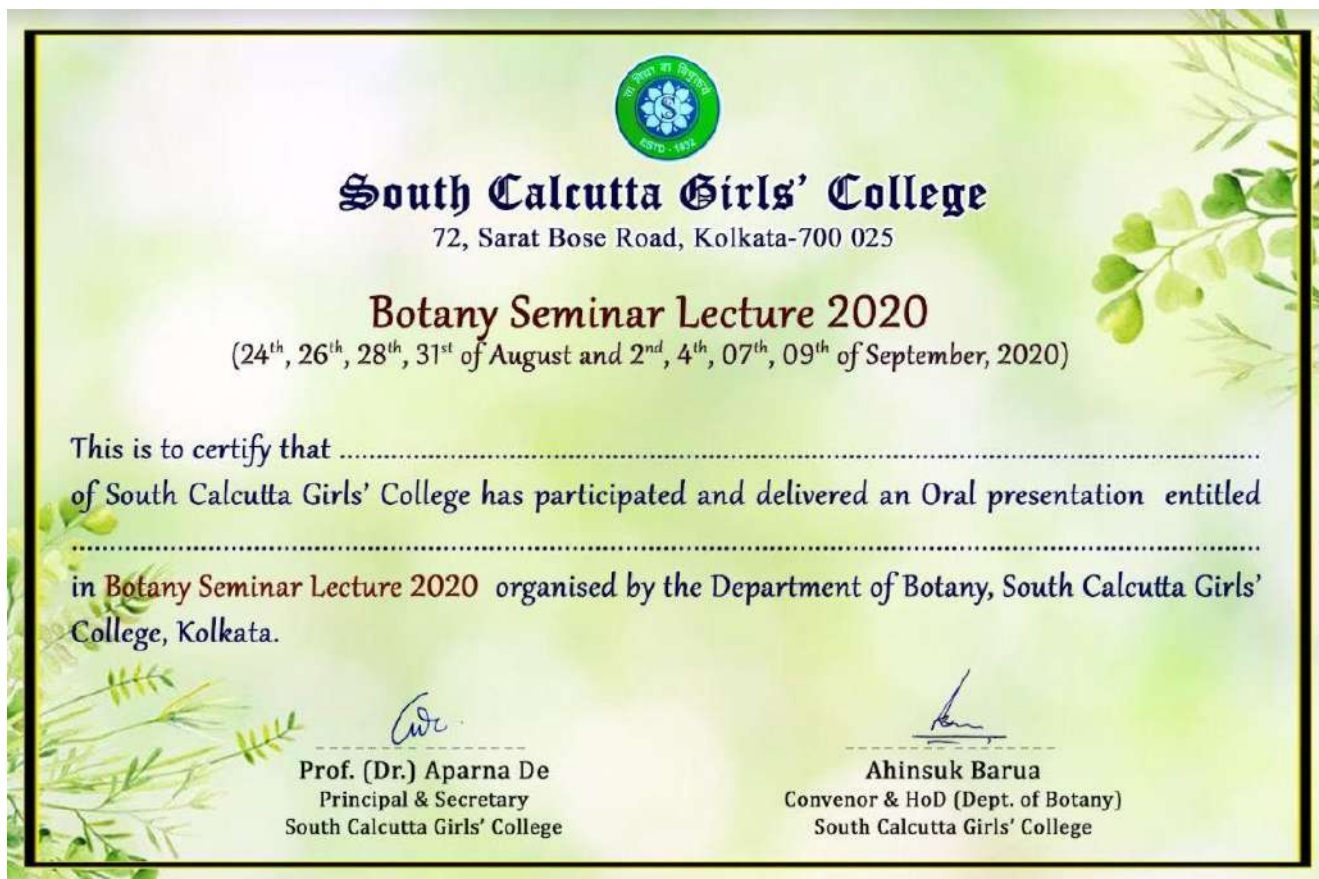 सा विद्या या विमुक्तये
S
ESTD - 1932
South Calcutta Girls' College
72, Sarat Bose Road, Kolkata-700 025
Botany Seminar Lecture 2020
(24th, 26th, 28th, 31st of August and 2nd, 4th, 07th, 09th of September, 2020)
This is to certify that ..........................................................................
of South Calcutta Girls' College has participated and delivered an Oral presentation entitled
..........................................................................
in Botany Seminar Lecture 2020 organised by the Department of Botany, South Calcutta Girls'
College, Kolkata.
Prof. (Dr.) Aparna De
Principal & Secretary
South Calcutta Girls' College
Ahinsuk Barua
Convenor & HoD (Dept. of Botany)
South Calcutta Girls' College